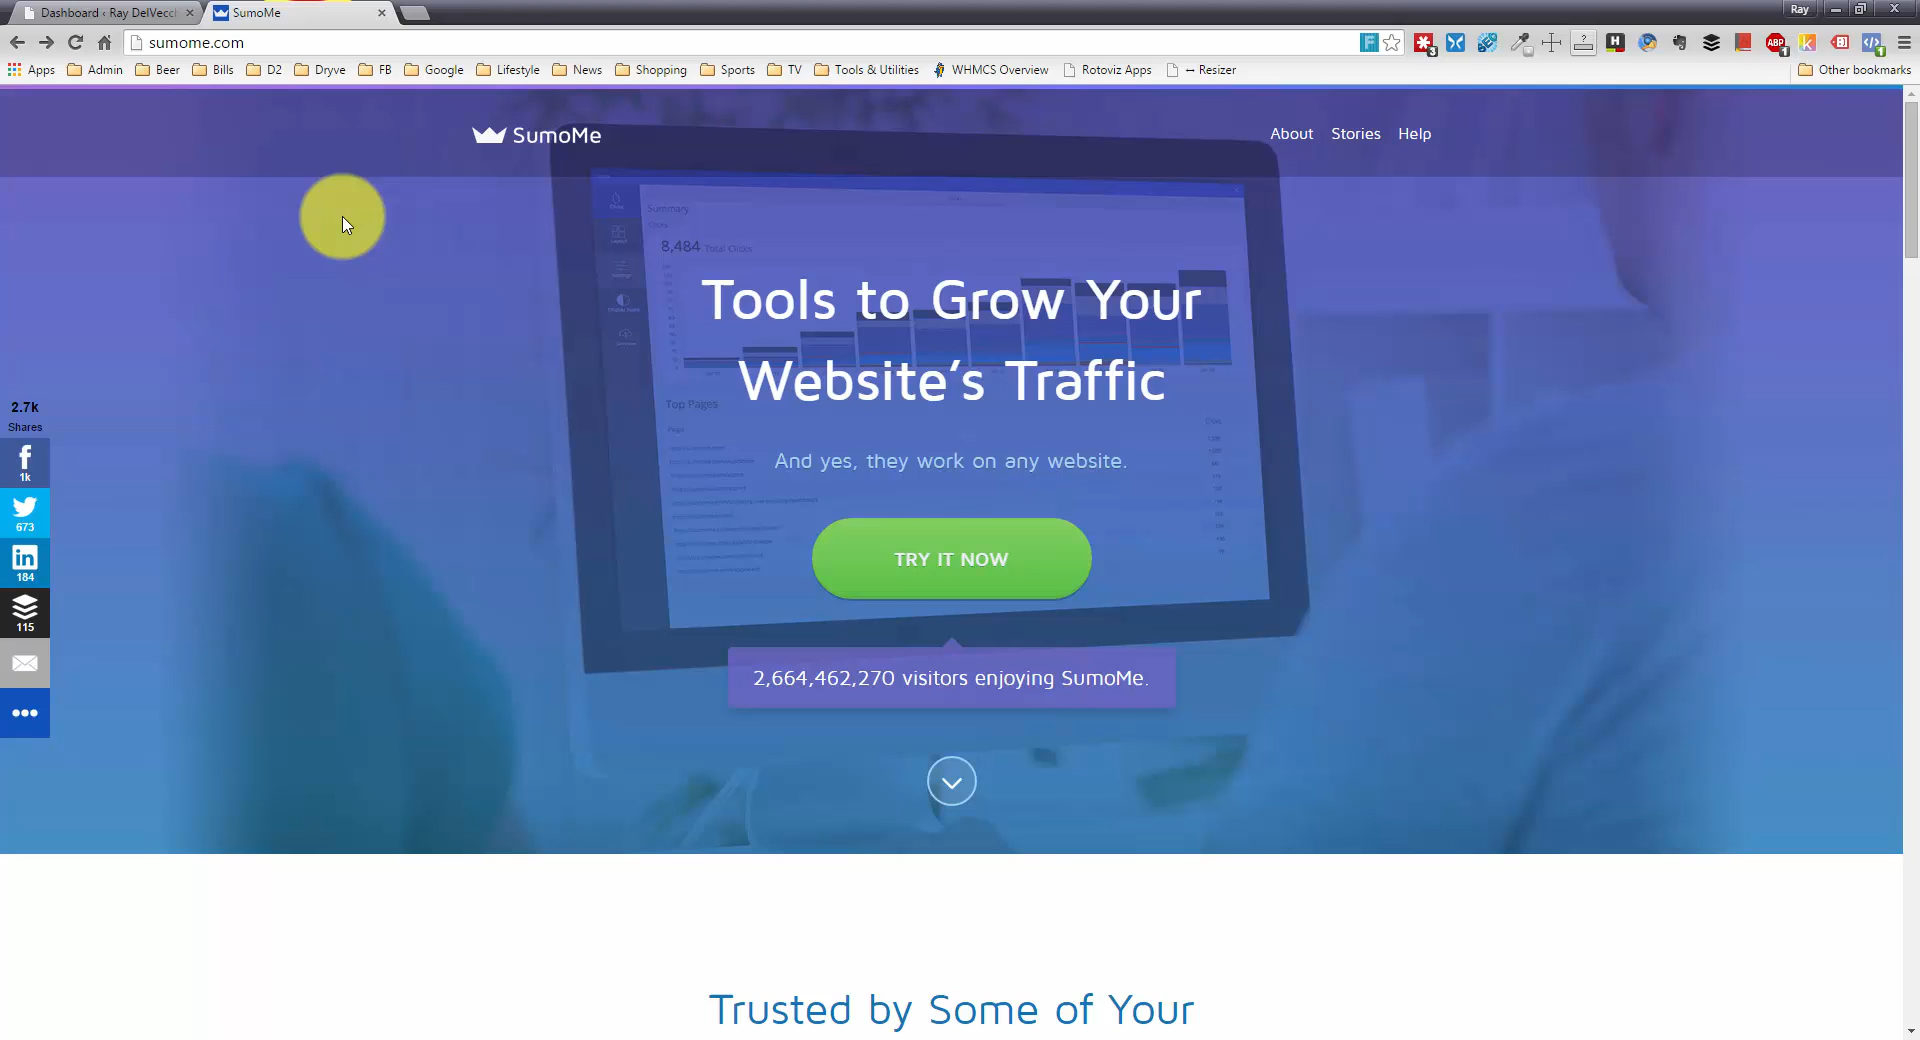 Dashboard ‹ Ray DelVecch
SumoMe
Ray
sumome.com
Apps
Admin
Beer
Bills
D2
Dryve
FB
Google
Lifestyle
News
Shopping
Sports
TV
Tools & Utilities
WHMCS Overview
Rotoviz Apps
Resizer
Other bookmarks
SumoMe
About
Stories
Help
Summary
8,484 Total Clicks
Tools to Grow Your
Website's Traffic
Top Pages
And yes, they work on any website.
TRY IT NOW
2,664,462,270 visitors enjoying SumoMe.
2.7k
Shares
1k
673
184
115
Trusted by Some of Your